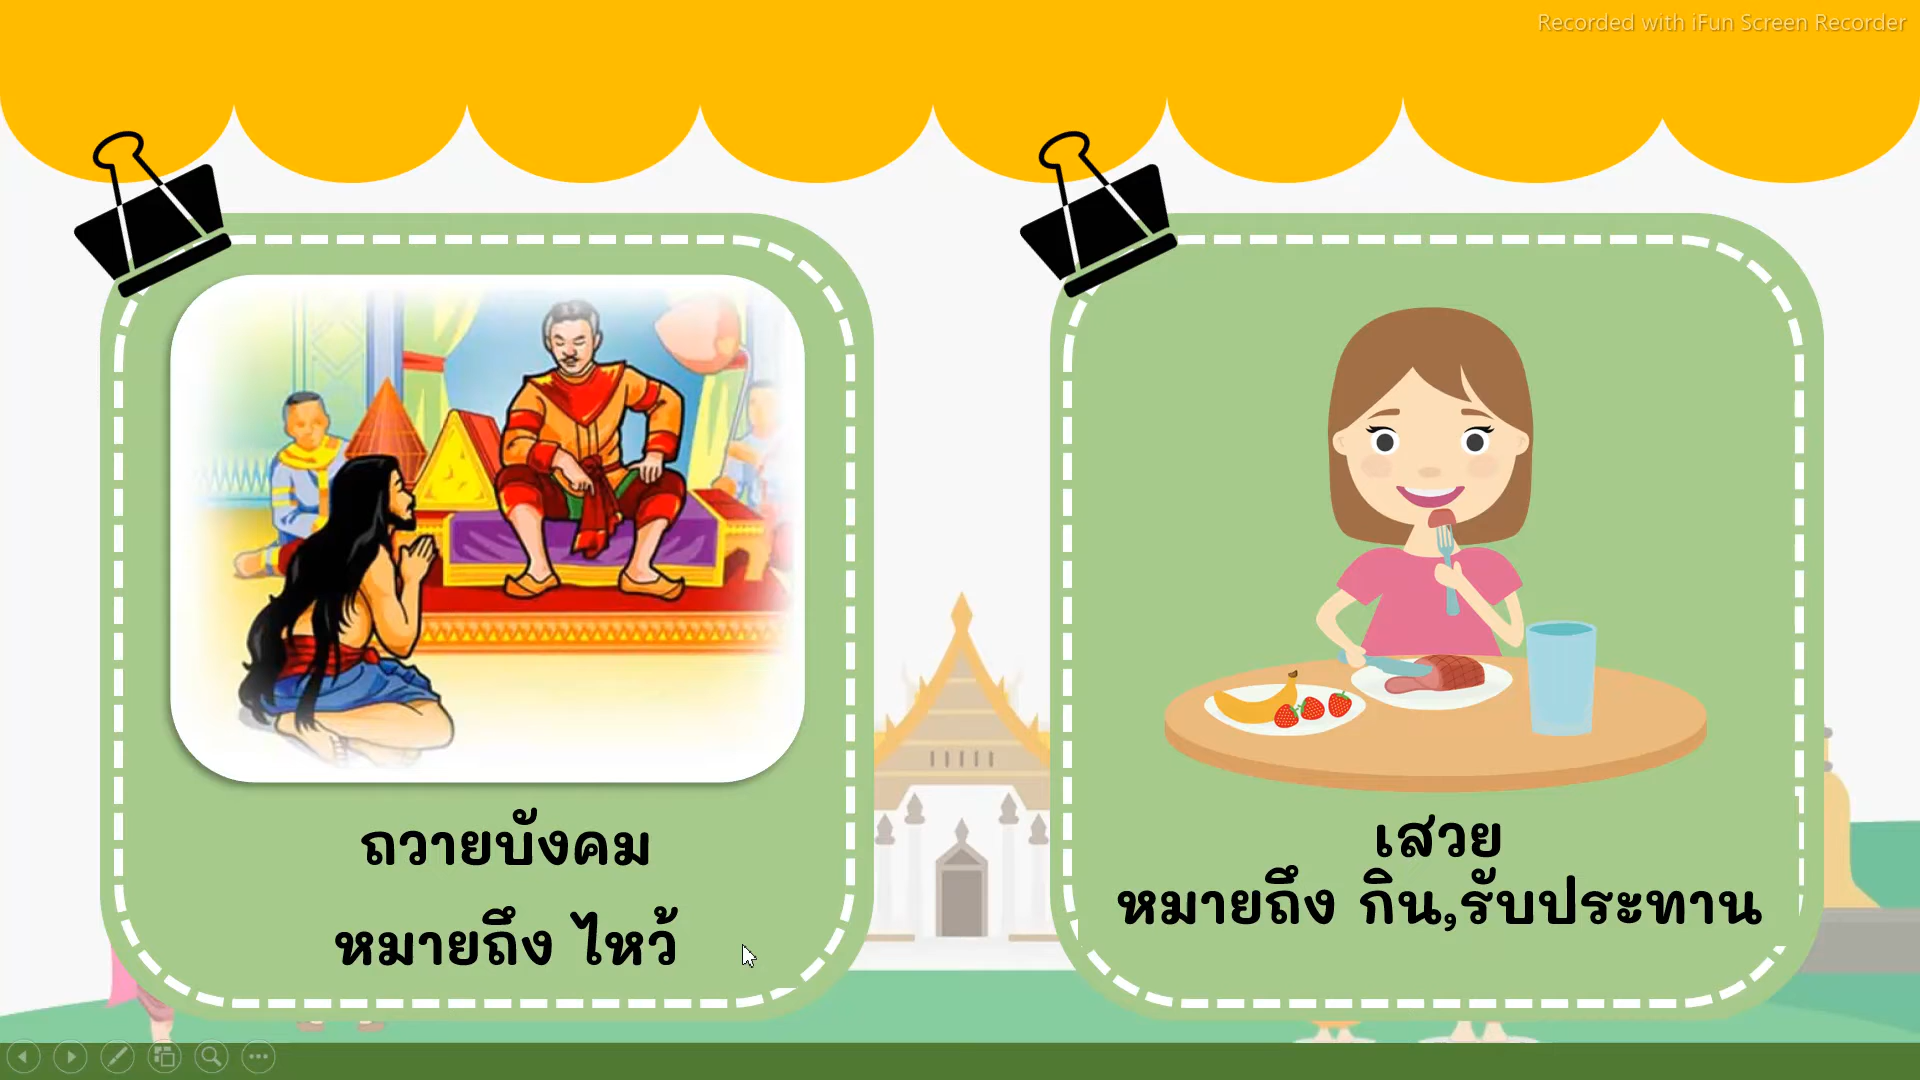 Recorded with iFun Screen Recorder
ถวายบังคม
หมายถึง ไหว้
เสวย
หมายถึง กิน,รับประทาน